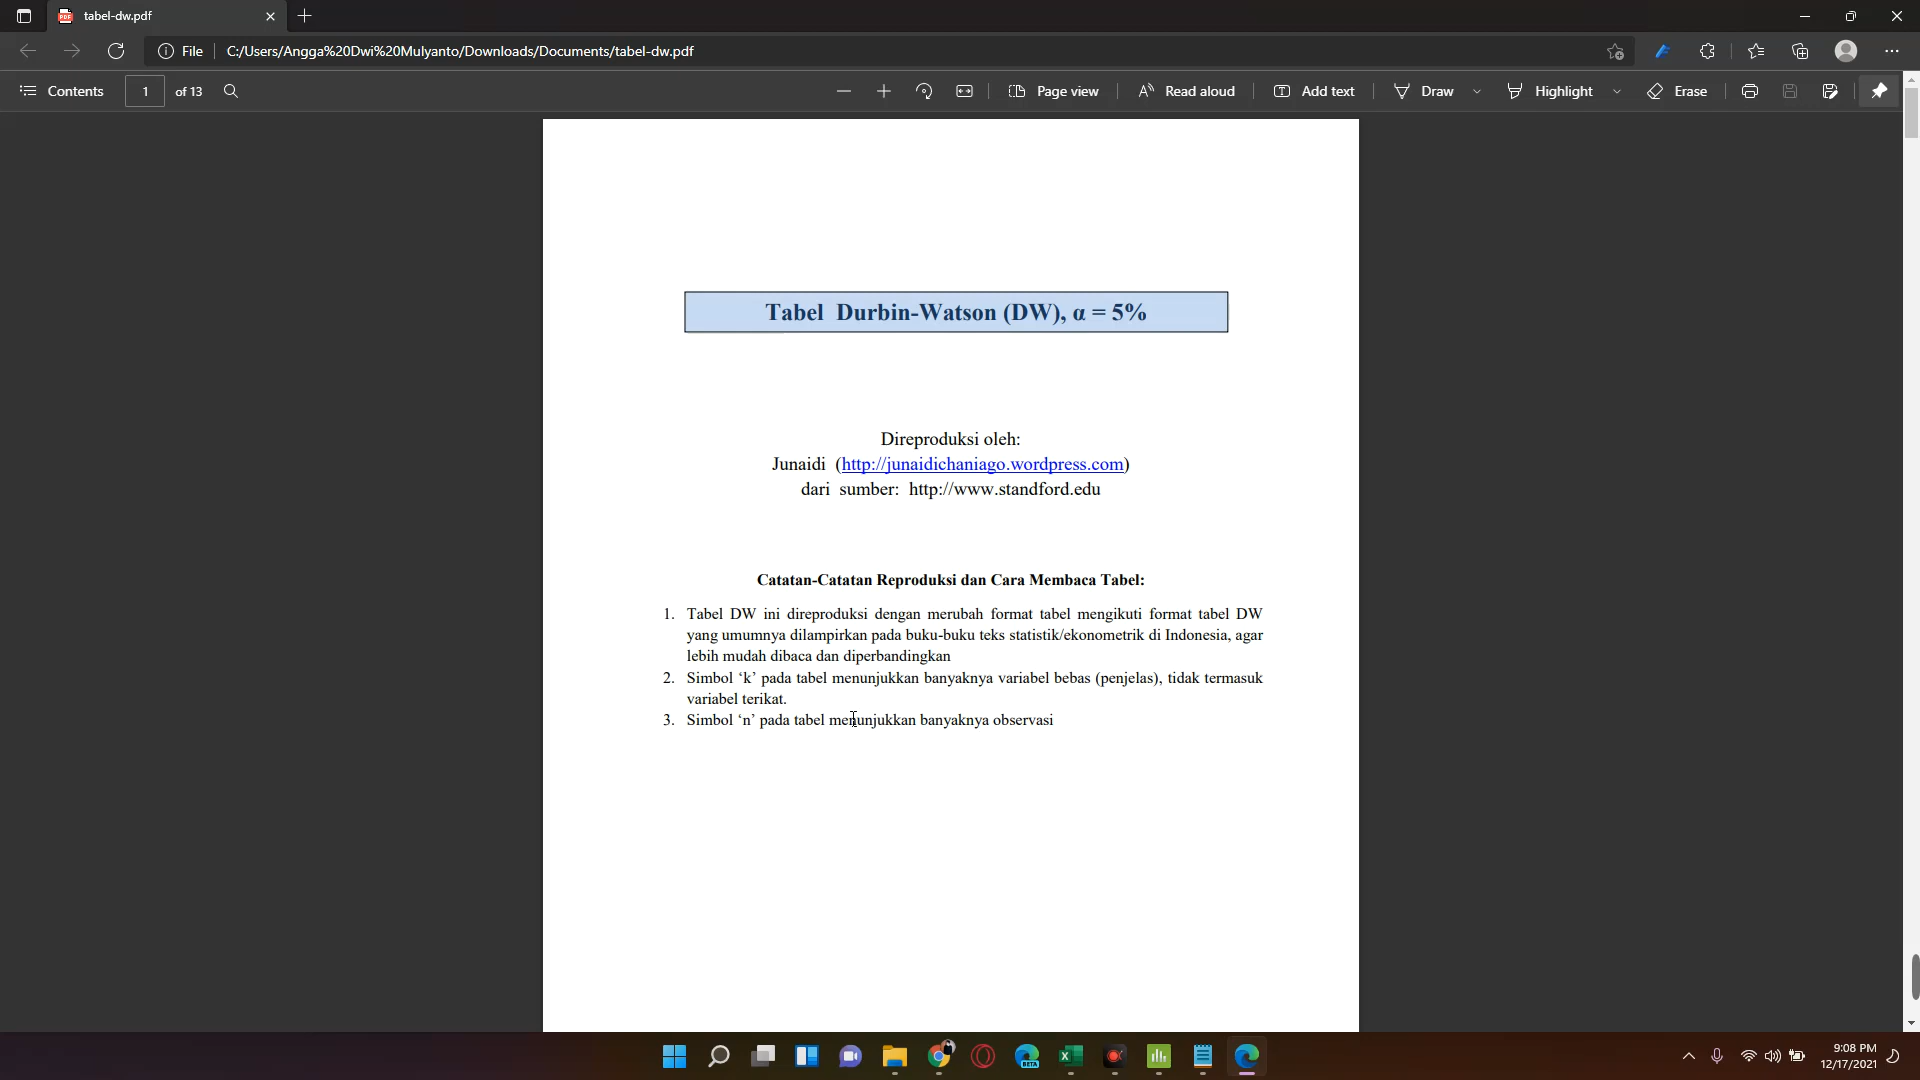 tabel-dw.pdf
File
C:/Users/Angga%20Dwi%20Mulyanto/Downloads/Documents/tabel-dw.pdf
Contents
1
of 13
Page view
Read aloud
Add text
Draw
Highlight
Erase
Tabel Durbin-Watson (DW), α = 5%
Direproduksi oleh:
Junaidi (http://junaidichaniago.wordpress.com)
dari sumber: http://www.standford.edu
Catatan-Catatan Reproduksi dan Cara Membaca Tabel:
1. Tabel DW ini direproduksi dengan merubah format tabel mengikuti format tabel DW
yang umumnya dilampirkan pada buku-buku teks statistik/ekonometrik di Indonesia, agar
lebih mudah dibaca dan diperbandingkan
2. Simbol ‘k’ pada tabel menunjukkan banyaknya variabel bebas (penjelas), tidak termasuk
variabel terikat.
3. Simbol ‘n’ pada tabel menunjukkan banyaknya observasi
9:08 PM
12/17/2021